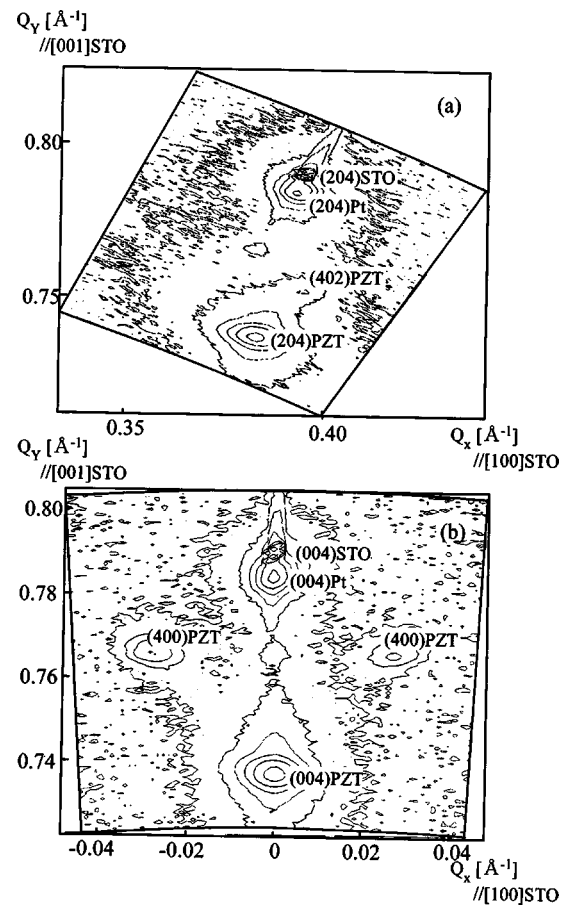 Q_Y [Å⁻¹]
//[001]STO
(a)
0.80
(204)STO
(204)Pt
(402)PZT
0.75
(204)PZT
0.35
0.40
Q_x [Å⁻¹]
//[100]STO
Q_Y [Å⁻¹]
//[001]STO
0.80
(b)
(004)STO
(004)Pt
0.78
(400)PZT
(400)PZT
0.76
0.74
(004)PZT
-0.04
-0.02
0
0.02
0.04
Q_x [Å⁻¹]
//[100]STO